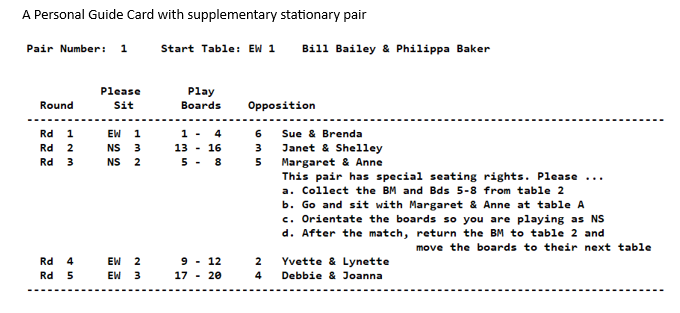 A Personal Guide Card with supplementary stationary pair
Pair Number: 1 Start Table: EW 1 Bill Bailey & Philippa Baker
Please Play
Round Sit Boards Opposition
Rd 1 EW 1 1 - 4 6 Sue & Brenda
Rd 2 NS 3 13 - 16 3 Janet & Shelley
Rd 3 NS 2 5 - 8 5 Margaret & Anne
This pair has special seating rights. Please ...
a. Collect the BM and Bds 5-8 from table 2
b. Go and sit with Margaret & Anne at table A
c. Orientate the boards so you are playing as NS
d. After the match, return the BM to table 2 and
move the boards to their next table
Rd 4 EW 2 9 - 12 2 Yvette & Lynette
Rd 5 EW 3 17 - 20 4 Debbie & Joanna